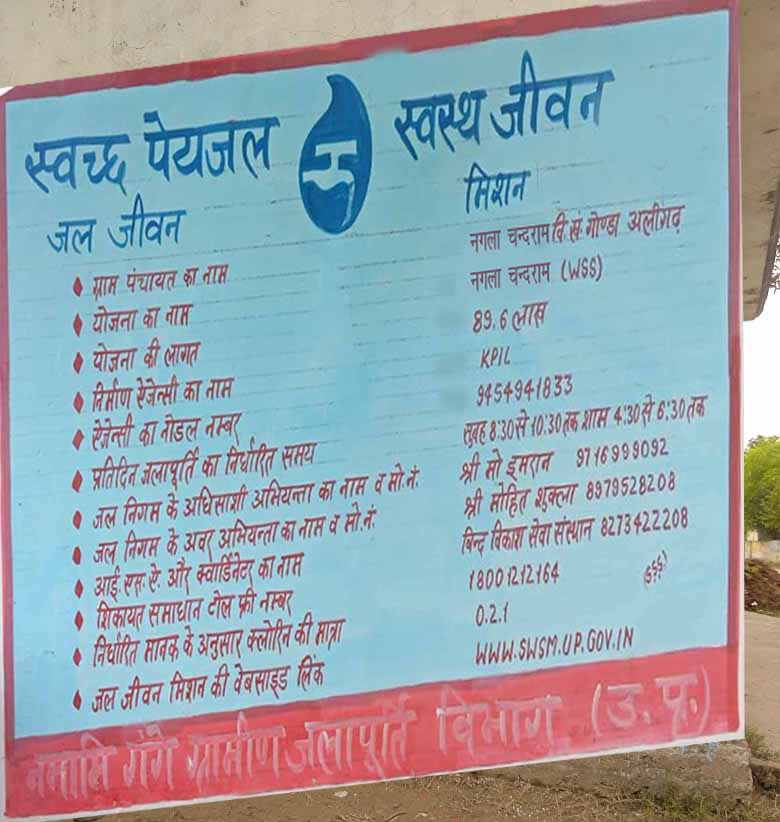 स्वच्छ पेयजल स्वस्थ जीवन
जल जीवन मिशन
ग्राम पंचायत का नाम नगला चन्दराम वि.खं. गोण्डा अलीगढ़
योजना का नाम नगला चन्दराम (WSS)
योजना की लागत 89.6 लाख
निर्माण ऐजेन्सी का नाम KPIL
ऐजेन्सी का नोडल नम्बर 9454941833
प्रतिदिन जलापूर्ति का निर्धारित समय सुबह 8:30 से 10:30 तक शाम 4:30 से 6:30 तक
जल निगम के अधिसाशी अभियन्ता का नाम व मो.नं. श्री मो इमरान 9716999092
जल निगम के अवर अभियन्ता का नाम व मो.नं. श्री मोहित शुक्ला 8979528208
आई.एस.ऐ. और क्वार्डिनेटर का नाम विन्द विकाश सेवा संस्थान 8273422208
शिकायत समाधान टोल फ्री नम्बर 18001212164
निर्धारित मानक के अनुसार क्लोरिन की मात्रा 0.2.1
जल जीवन मिशन की वेबसाइड लिंक WWW.SWSM.UP.GOV.IN
नमामि गंगे ग्रामीण जलापूर्ति विभाग (उ.प्र.)